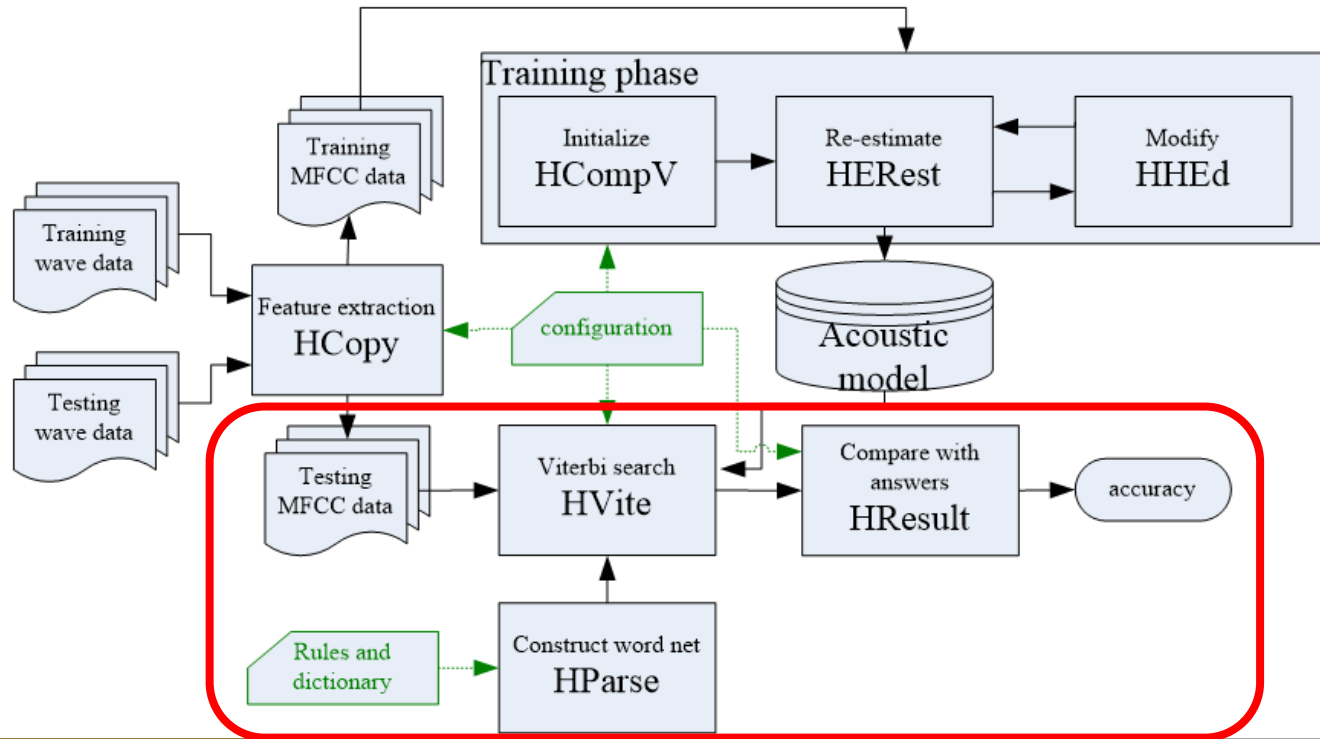 Training phase
Initialize
HCompV
Re-estimate
HERest
Modify
HHEd
Training
MFCC data
Training
wave data
Feature extraction
HCopy
configuration
Acoustic
model
Testing
wave data
Testing
MFCC data
Viterbi search
HVite
Compare with
answers
HResult
accuracy
Rules and
dictionary
Construct word net
HParse